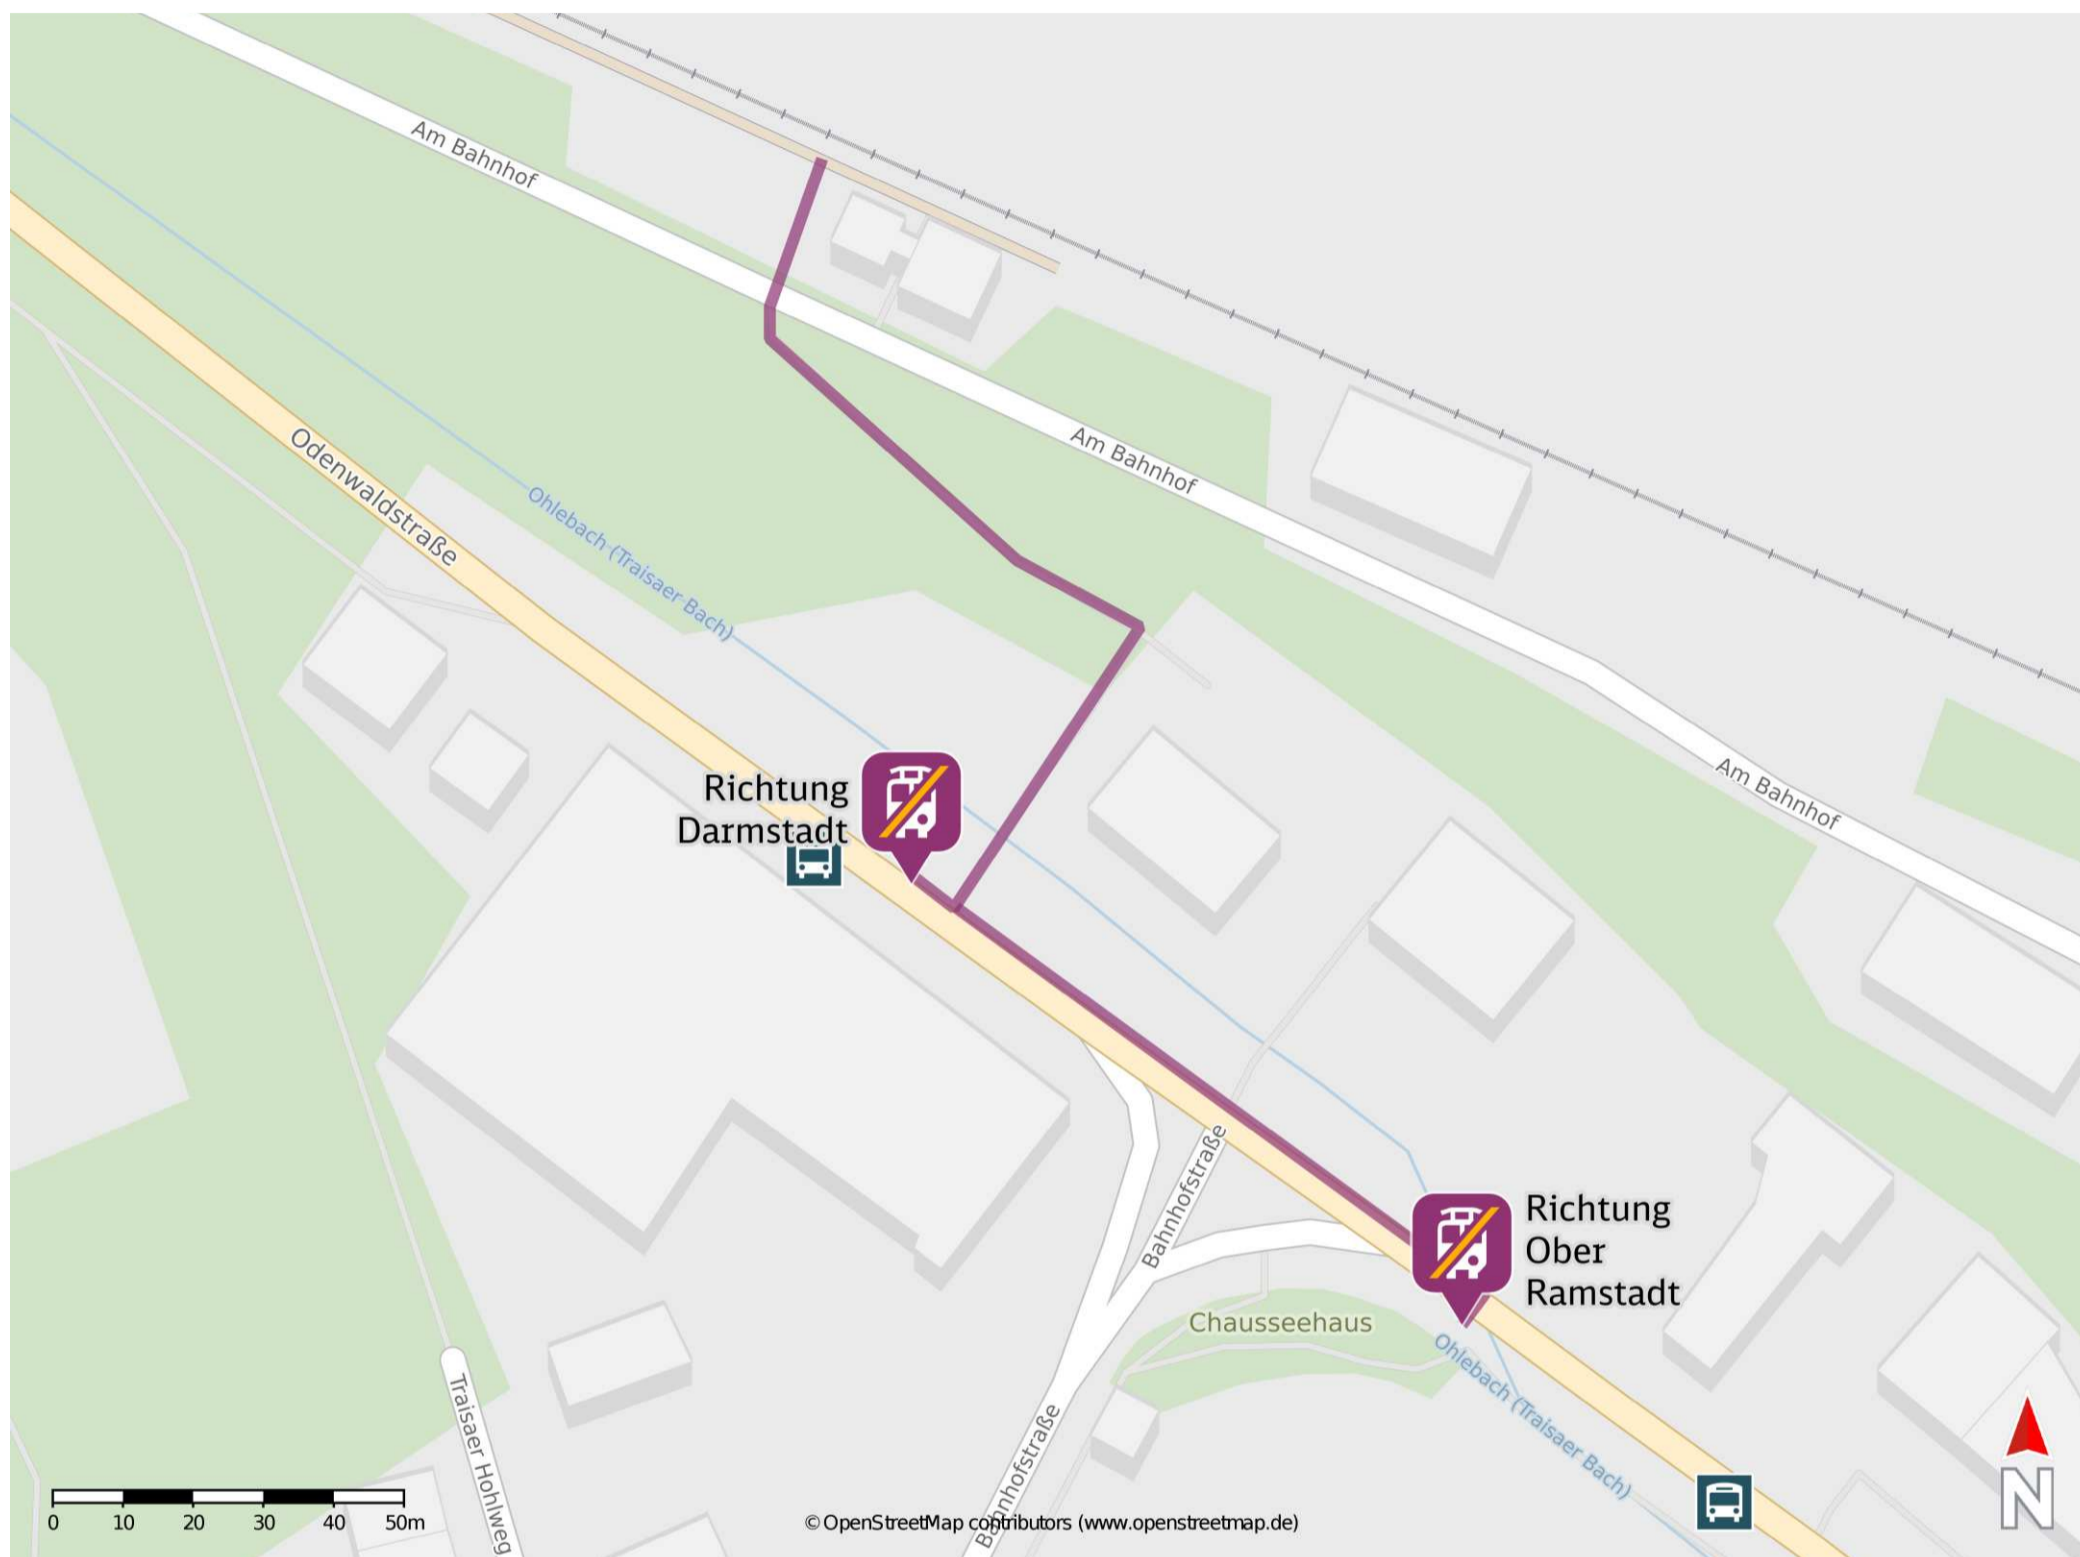 Am Bahnhof
Odenwaldstraße
Ohlebach (Traisaer Bach)
Am Bahnhof
Am Bahnhof
Richtung
Darmstadt
Bahnhofstraße
Richtung
Ober
Ramstadt
Chausseehaus
Ohlebach (Traisaer Bach)
Traisaer Hohlweg
Bahnhofstraße
0 10 20 30 40 50m
© OpenStreetMap contributors (www.openstreetmap.de)
N